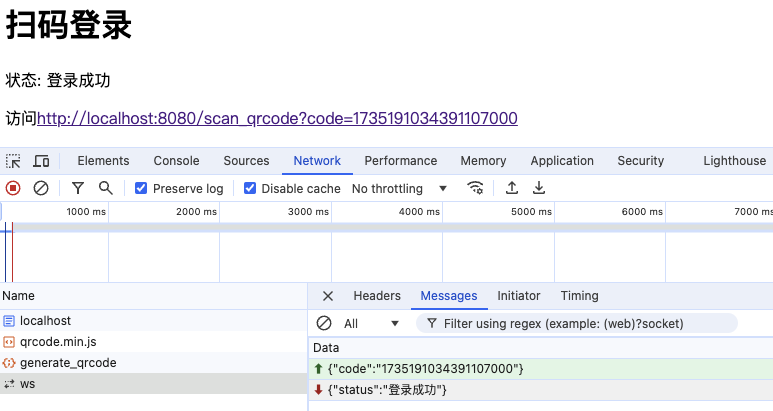 扫码登录
状态: 登录成功
访问http://localhost:8080/scan_qrcode?code=1735191034391107000
Elements Console Sources Network Performance Memory Application Security Lighthouse
Preserve log Disable cache No throttling
1000 ms 2000 ms 3000 ms 4000 ms 5000 ms 6000 ms 7000 ms
Name
Headers Messages Initiator Timing
localhost
All Filter using regex (example: (web)?socket)
qrcode.min.js
Data
generate_qrcode
{"code":"1735191034391107000"}
ws
{"status":"登录成功"}